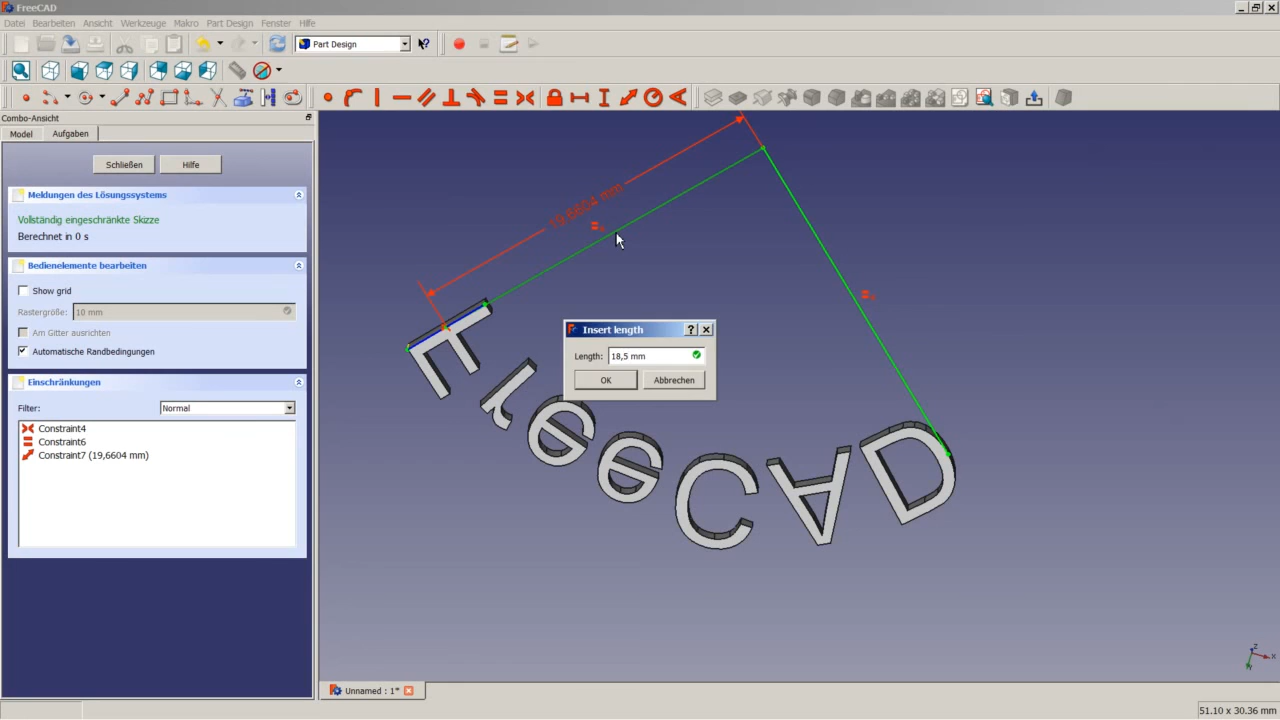 FreeCAD
Datei Bearbeiten Ansicht Werkzeuge Makro Part Design Fenster Hilfe
Part Design
Combo-Ansicht
Model Aufgaben
Schließen Hilfe
Meldungen des Lösungssystems
Vollständig eingeschränkte Skizze
Berechnet in 0 s
Bedienelemente bearbeiten
Show grid
Rastergröße: 10 mm
Am Gitter ausrichten
Automatische Randbedingungen
Einschränkungen
Filter: Normal
Constraint4
Constraint6
Constraint7 (19,6604 mm)
19,6604 mm
Insert length
Length: 18,5 mm
OK Abbrechen
FreeCAD
Unnamed : 1*
51.10 x 30.36 mm